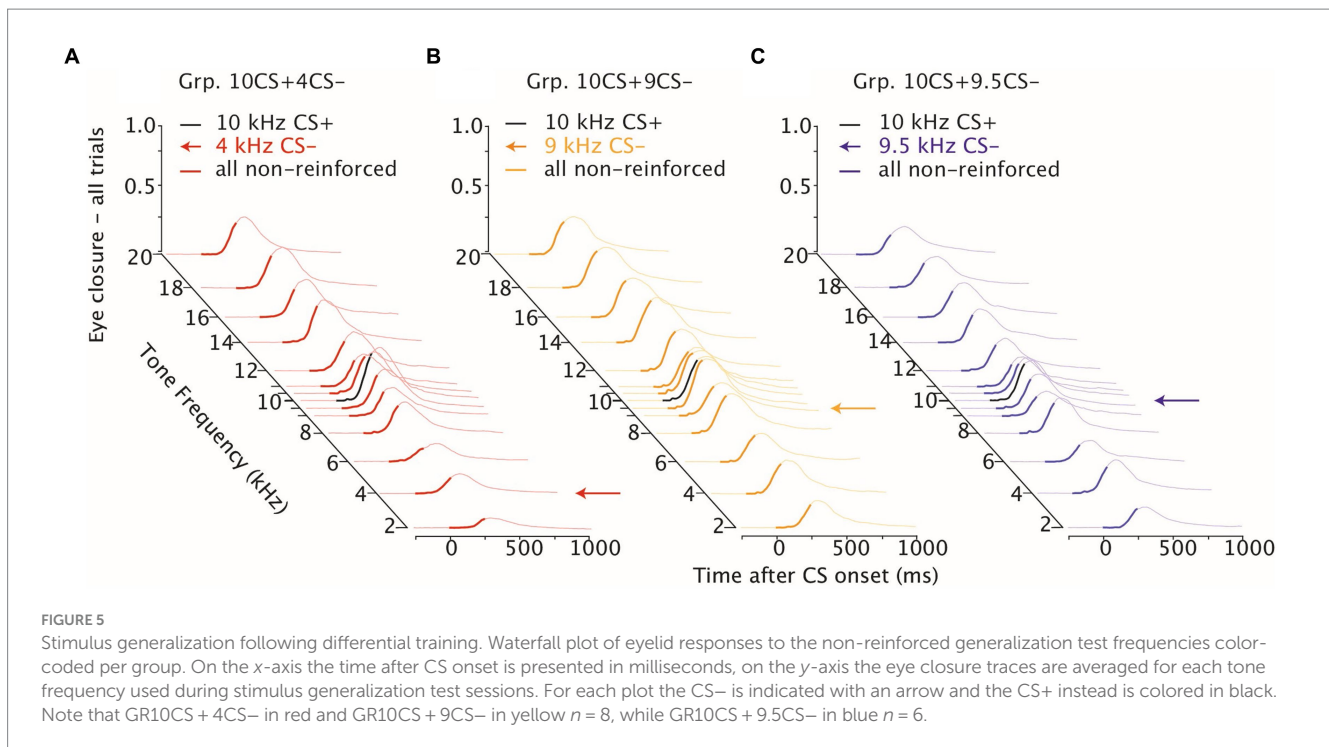 A
Grp. 10CS+4CS−
10 kHz CS+
4 kHz CS−
all non−reinforced
1.0
0.5
Eye closure − all trials
20
18
16
14
12
10
8
6
4
2
Tone Frequency (kHz)
0 500 1000
B
Grp. 10CS+9CS−
10 kHz CS+
9 kHz CS−
all non−reinforced
1.0
0.5
20
18
16
14
12
10
8
6
4
2
0 500 1000
C
Grp. 10CS+9.5CS−
10 kHz CS+
9.5 kHz CS−
all non−reinforced
1.0
0.5
20
18
16
14
12
10
8
6
4
2
0 500 1000
Time after CS onset (ms)
FIGURE 5
Stimulus generalization following differential training. Waterfall plot of eyelid responses to the non-reinforced generalization test frequencies color-
coded per group. On the x-axis the time after CS onset is presented in milliseconds, on the y-axis the eye closure traces are averaged for each tone
frequency used during stimulus generalization test sessions. For each plot the CS− is indicated with an arrow and the CS+ instead is colored in black.
Note that GR10CS + 4CS− in red and GR10CS + 9CS− in yellow n = 8, while GR10CS + 9.5CS− in blue n = 6.